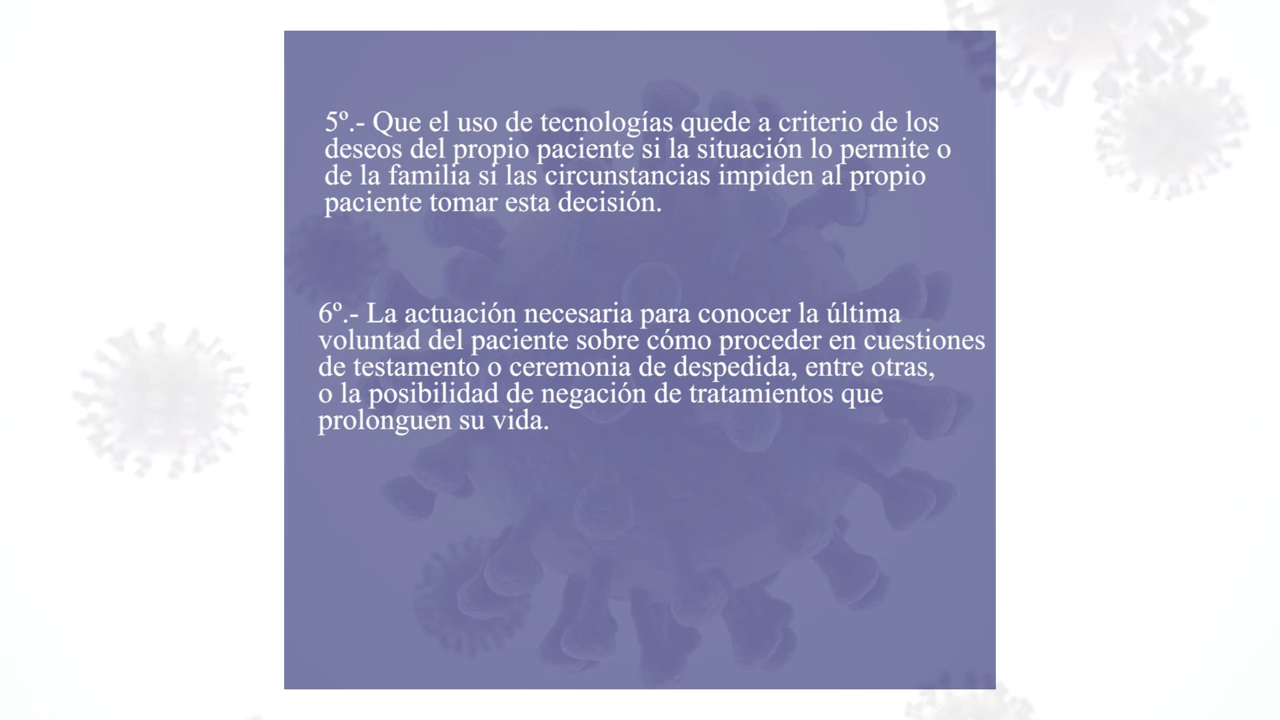 5º.- Que el uso de tecnologías quede a criterio de los
deseos del propio paciente si la situación lo permite o
de la familia si las circunstancias impiden al propio
paciente tomar esta decisión.
6º.- La actuación necesaria para conocer la última
voluntad del paciente sobre cómo proceder en cuestiones
de testamento o ceremonia de despedida, entre otras,
o la posibilidad de negación de tratamientos que
prolonguen su vida.